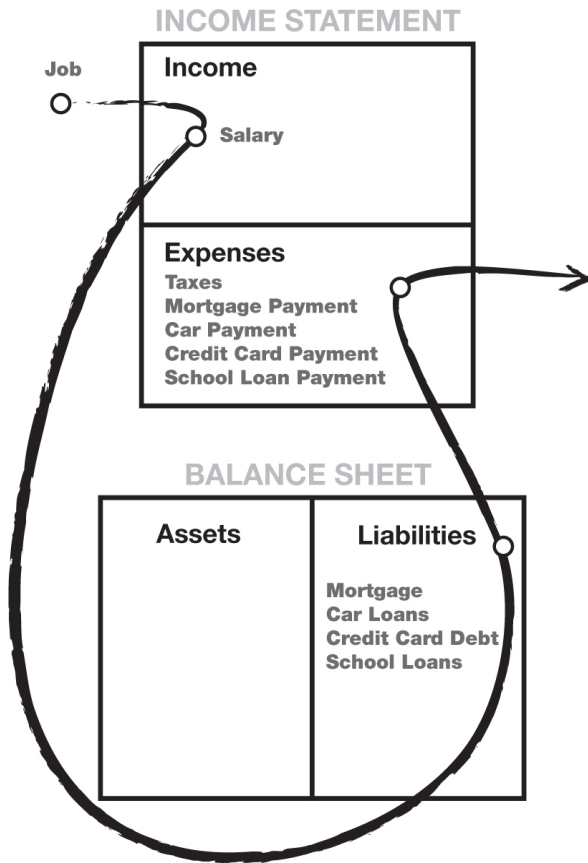 INCOME STATEMENT
Job
Income
Salary
Expenses
Taxes
Mortgage Payment
Car Payment
Credit Card Payment
School Loan Payment
BALANCE SHEET
Assets
Liabilities
Mortgage
Car Loans
Credit Card Debt
School Loans